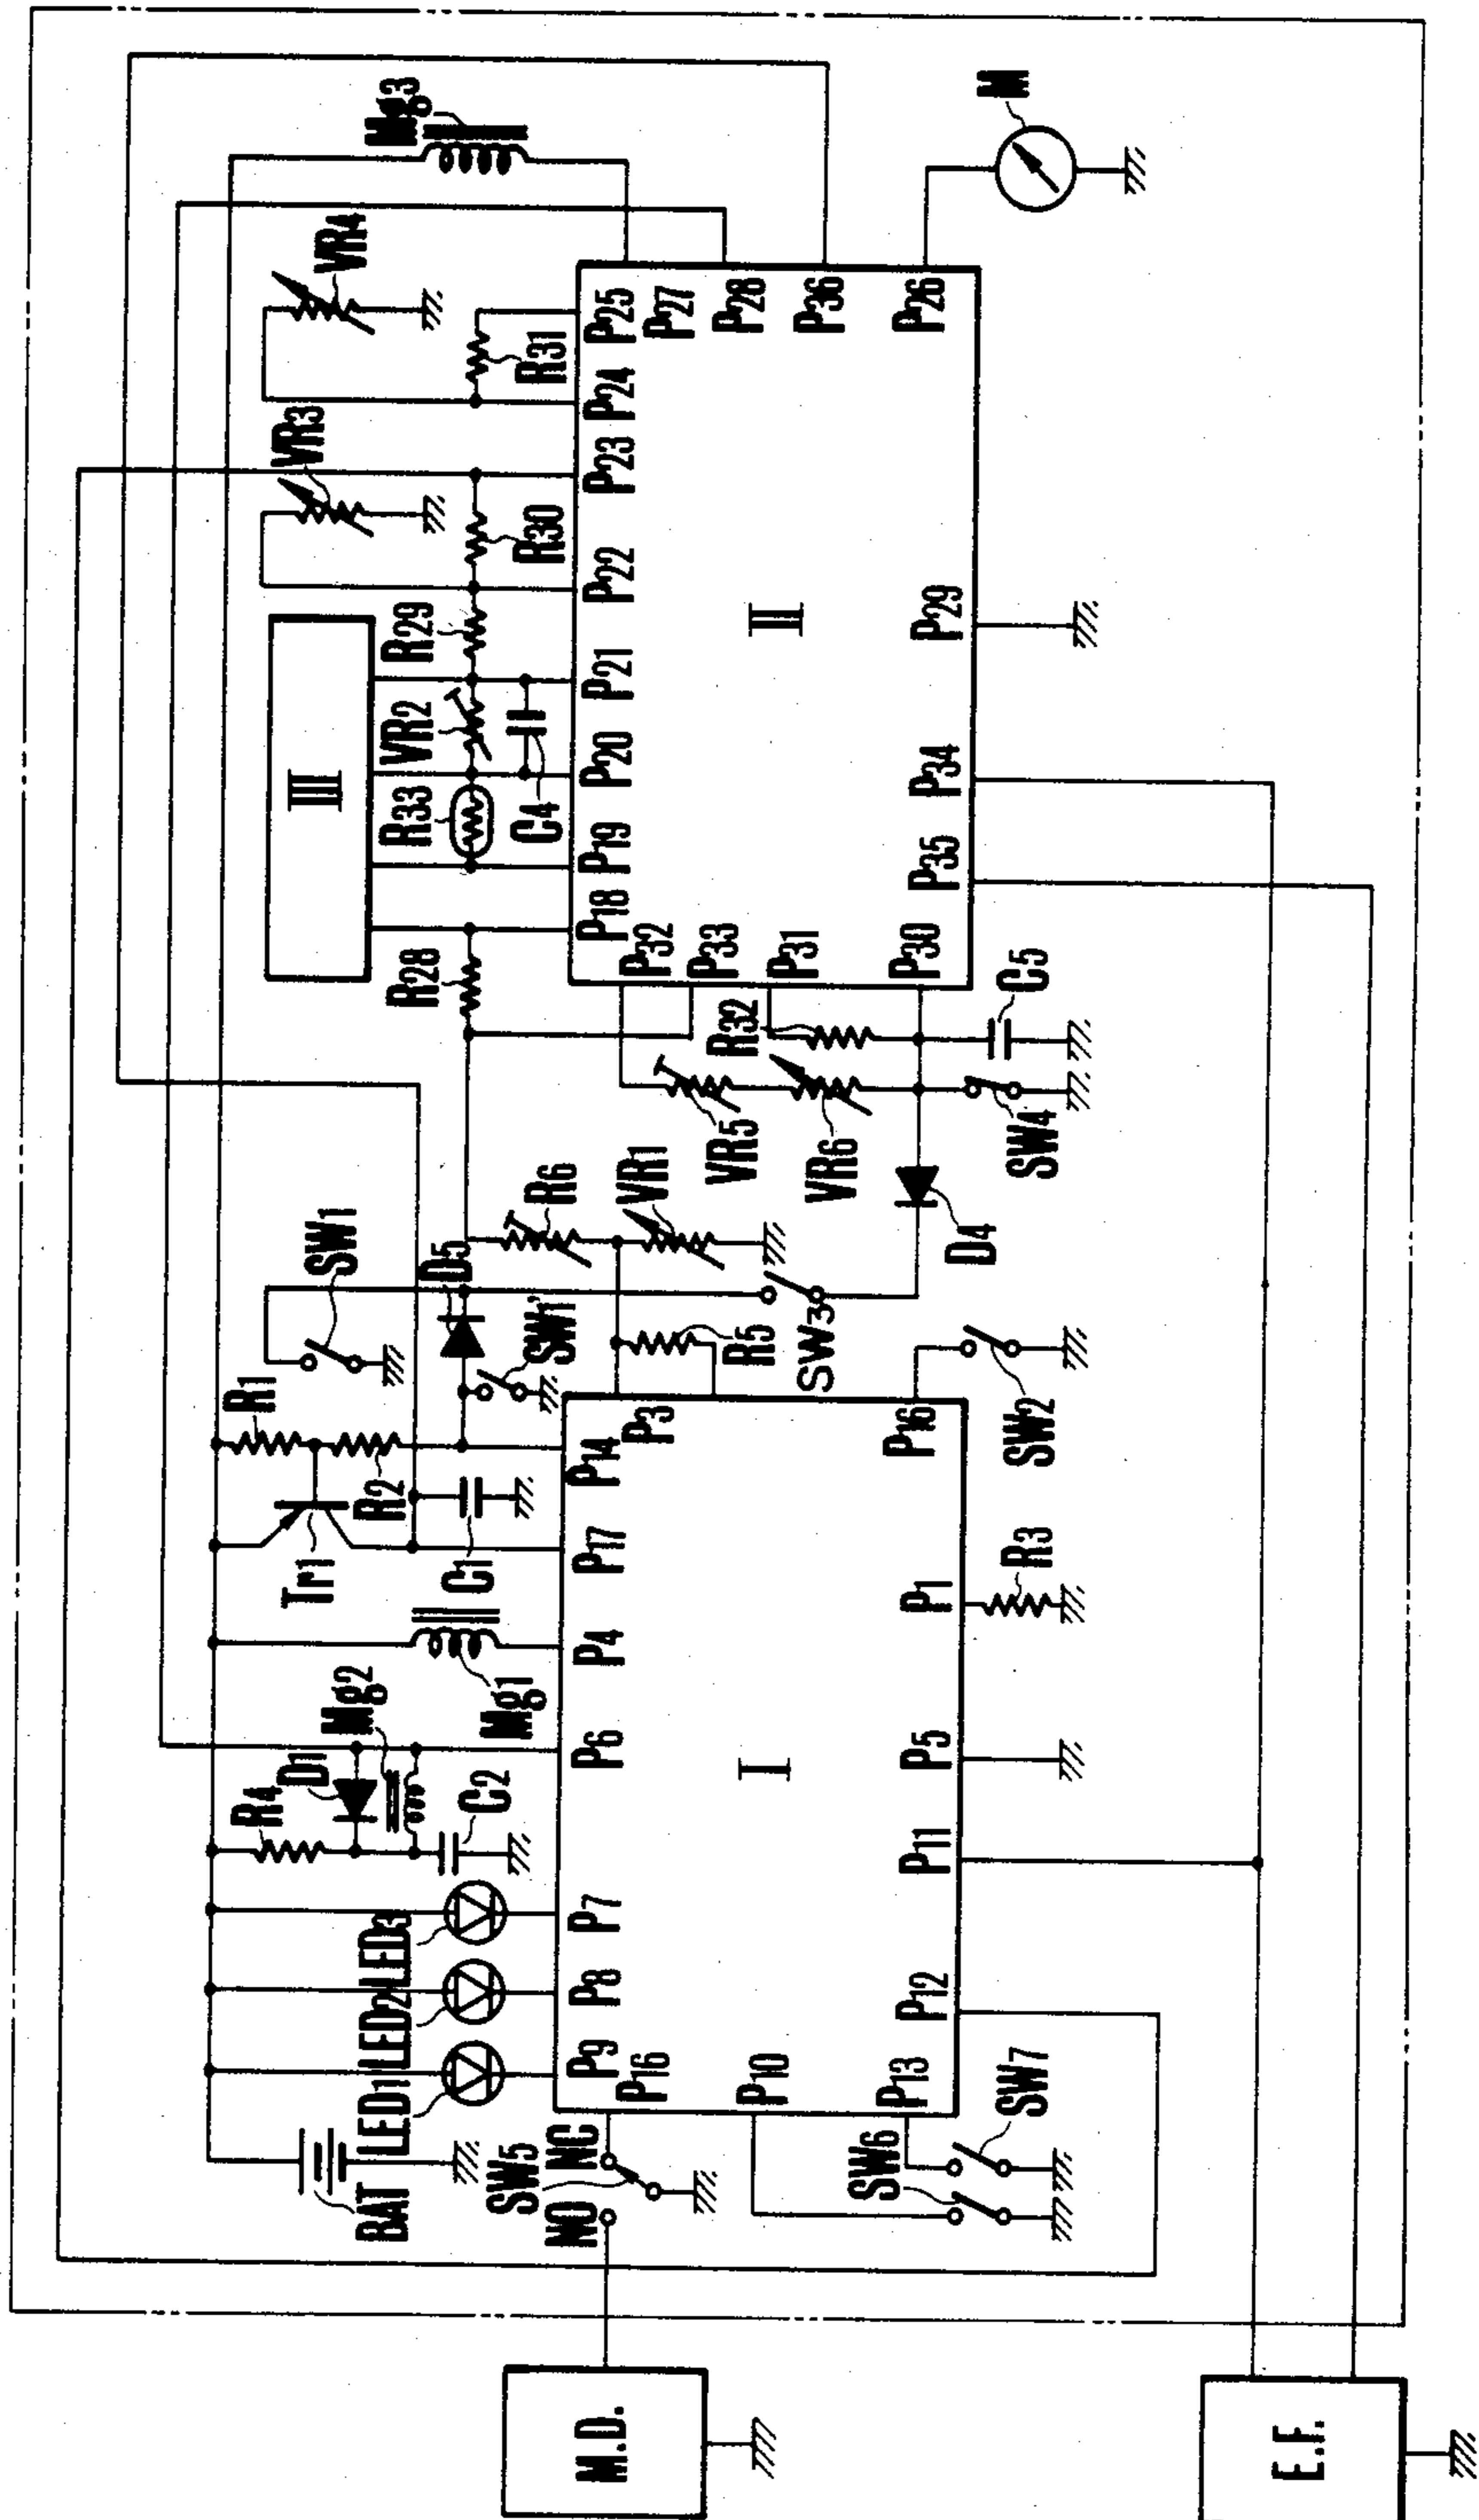 M.D.
E.F.
BAT
LED1
LED2
LED3
R4
D1
Mg2
C2
Mg1
Tr1
C1
R1
R2
SW1
D5
SW1'
R6
VR1
R5
SW3
SW2
R3
SW5
NO
NC
SW6
SW7
I
P9
P8
P7
P6
P4
P17
P14
P3
P16
P10
P13
P12
P11
P5
P1
P16
R28
III
R33
VR2
C4
R29
VR3
R30
VR4
R31
Mg3
VR5
VR6
R32
D4
SW4
C5
II
P18
P19
P20
P21
P22
P23
P24
P25
P27
P28
P36
P26
P32
P33
P31
P30
P35
P34
P29
M